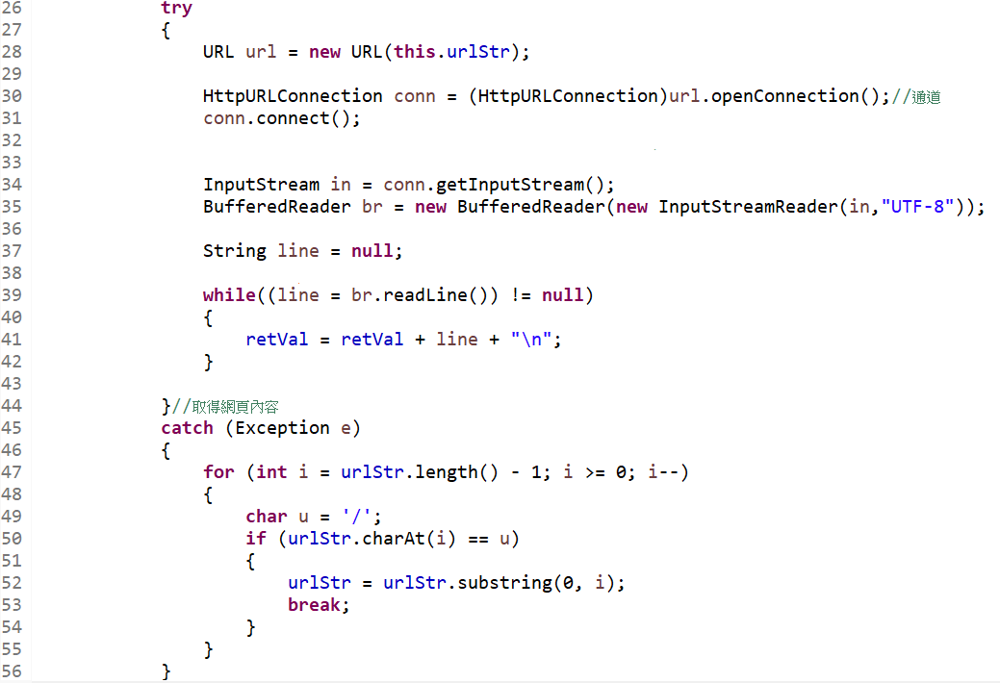 26 try
27 {
28 URL url = new URL(this.urlStr);
29
30 HttpURLConnection conn = (HttpURLConnection)url.openConnection();//通道
31 conn.connect();
32
33
34 InputStream in = conn.getInputStream();
35 BufferedReader br = new BufferedReader(new InputStreamReader(in,"UTF-8"));
36
37 String line = null;
38
39 while((line = br.readLine()) != null)
40 {
41 retVal = retVal + line + "\n";
42 }
43
44 }//取得網頁內容
45 catch (Exception e)
46 {
47 for (int i = urlStr.length() - 1; i >= 0; i--)
48 {
49 char u = '/';
50 if (urlStr.charAt(i) == u)
51 {
52 urlStr = urlStr.substring(0, i);
53 break;
54 }
55 }
56 }